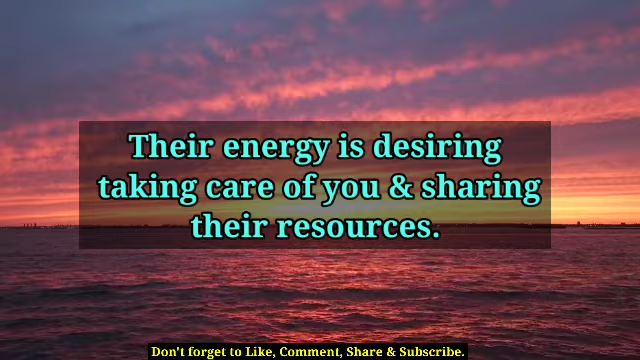 Their energy is desiring
taking care of you & sharing
their resources.
Don't forget to Like, Comment, Share & Subscribe.